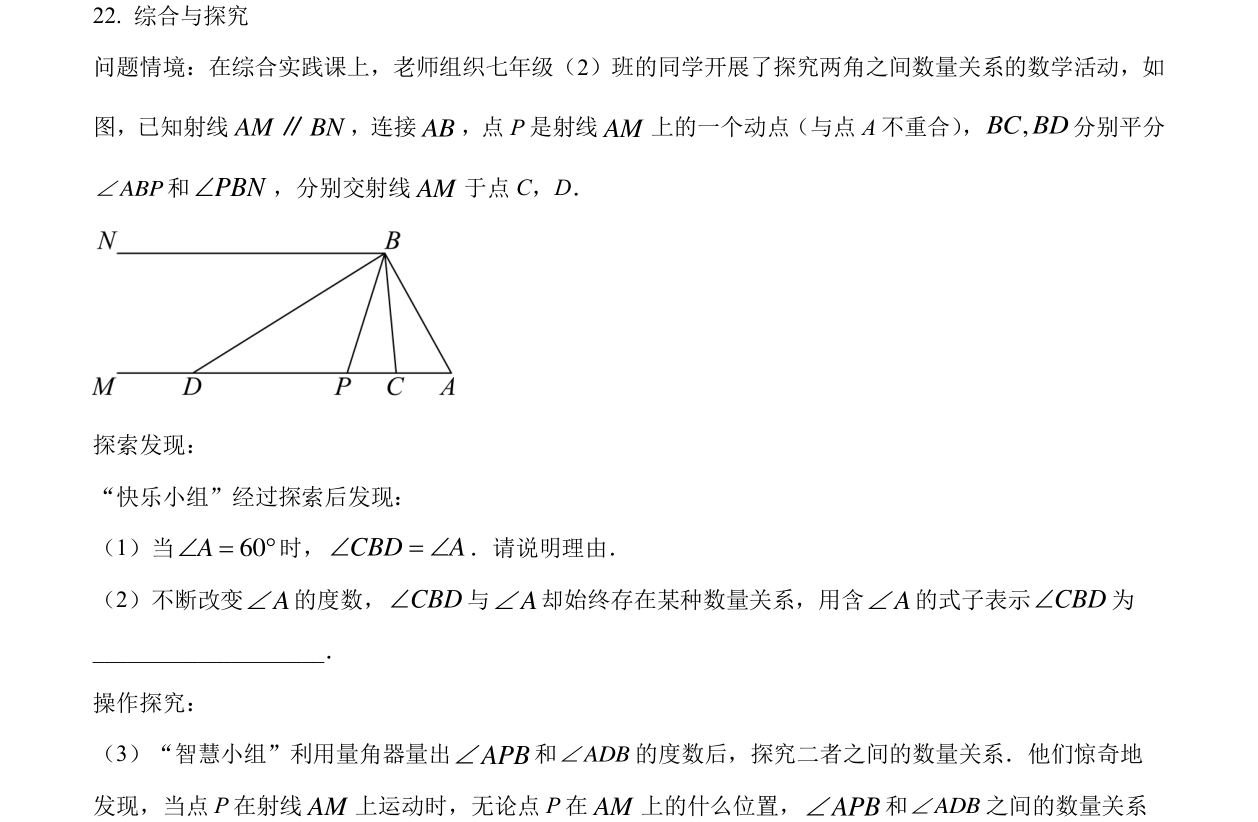 22. 综合与探究
问题情境：在综合实践课上，老师组织七年级（2）班的同学开展了探究两角之间数量关系的数学活动，如
图，已知射线 AM ∥ BN ，连接 AB ，点 P 是射线 AM 上的一个动点（与点 A 不重合），BC, BD 分别平分
∠ABP 和 ∠PBN ，分别交射线 AM 于点 C，D．
N B
M D P C A
探索发现：
“快乐小组”经过探索后发现：
（1）当 ∠A = 60° 时， ∠CBD = ∠A ．请说明理由．
（2）不断改变 ∠A 的度数， ∠CBD 与 ∠A 却始终存在某种数量关系，用含 ∠A 的式子表示 ∠CBD 为
____________________．
操作探究：
（3）“智慧小组”利用量角器量出 ∠APB 和 ∠ADB 的度数后，探究二者之间的数量关系．他们惊奇地
发现，当点 P 在射线 AM 上运动时，无论点 P 在 AM 上的什么位置， ∠APB 和 ∠ADB 之间的数量关系